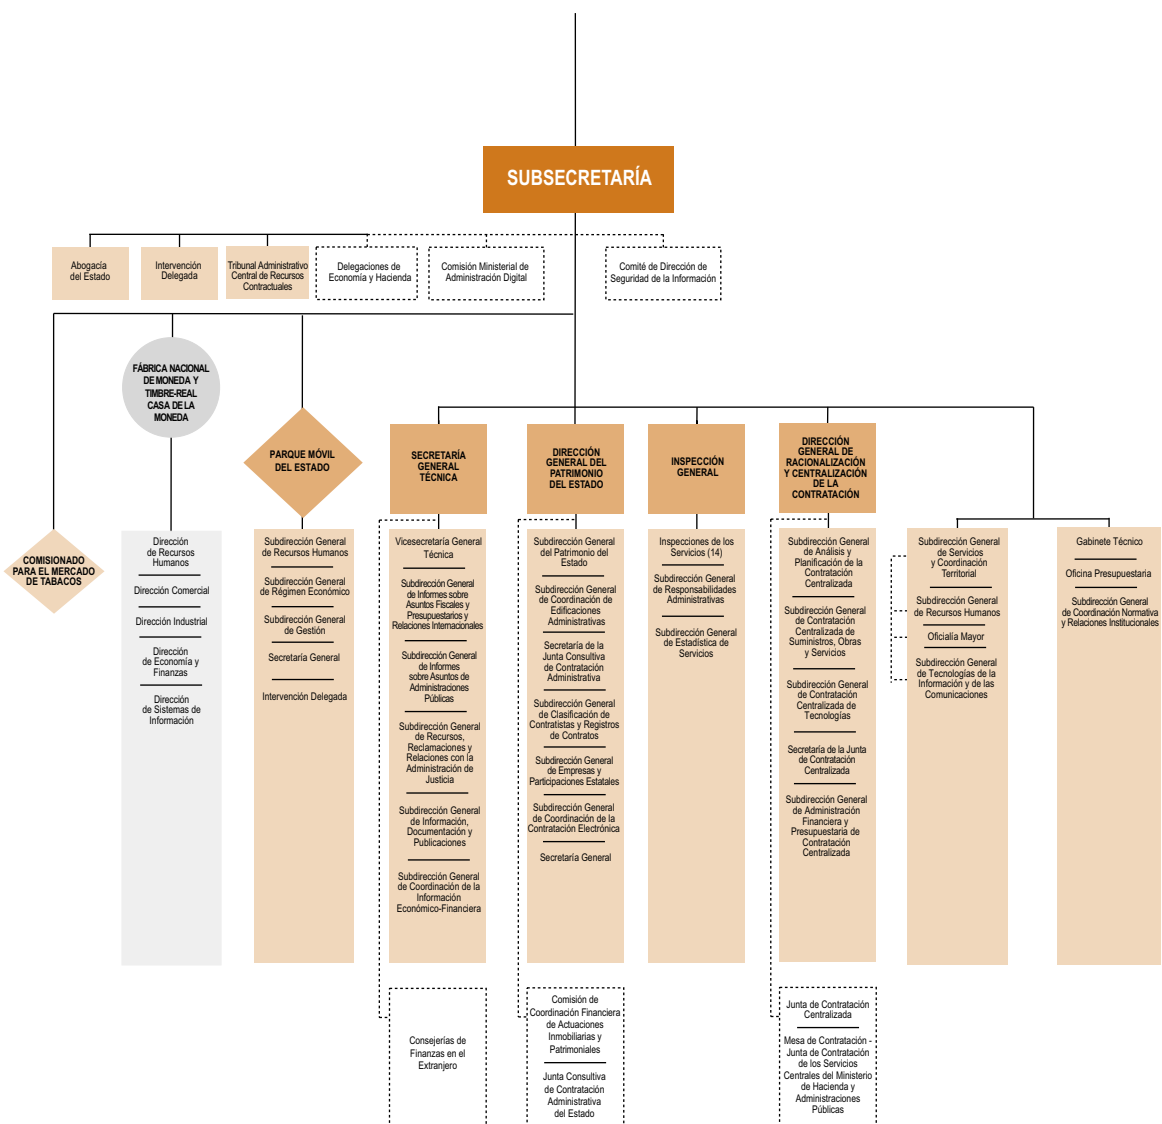 SUBSECRETARÍA
Abogacía
del Estado
Intervención
Delegada
Tribunal Administrativo
Central de Recursos
Contractuales
Delegaciones de
Economía y Hacienda
Comisión Ministerial de
Administración Digital
Comité de Dirección de
Seguridad de la Información
FÁBRICA NACIONAL
DE MONEDA Y
TIMBRE-REAL
CASA DE LA
MONEDA
PARQUE MÓVIL
DEL ESTADO
SECRETARÍA
GENERAL
TÉCNICA
DIRECCIÓN
GENERAL DEL
PATRIMONIO
DEL ESTADO
INSPECCIÓN
GENERAL
DIRECCIÓN
GENERAL DE
RACIONALIZACIÓN
Y CENTRALIZACIÓN
DE LA
CONTRATACIÓN
COMISIONADO
PARA EL MERCADO
DE TABACOS
Dirección
de Recursos
Humanos
Dirección Comercial
Dirección Industrial
Dirección
de Economía y
Finanzas
Dirección
de Sistemas de
Información
Subdirección General
de Recursos Humanos
Subdirección General
de Régimen Económico
Subdirección General
de Gestión
Secretaría General
Intervención Delegada
Vicesecretaría General
Técnica
Subdirección General
de Informes sobre
Asuntos Fiscales y
Presupuestarios y
Relaciones Internacionales
Subdirección General
de Informes
sobre Asuntos de
Administraciones
Públicas
Subdirección General
de Recursos,
Reclamaciones y
Relaciones con la
Administración de
Justicia
Subdirección General
de Información,
Documentación y
Publicaciones
Subdirección General
de Coordinación de la
Información
Económico-Financiera
Subdirección General
del Patrimonio del
Estado
Subdirección General
de Coordinación de
Edificaciones
Administrativas
Secretaría de la
Junta Consultiva
de Contratación
Administrativa
Subdirección General
de Clasificación de
Contratistas y Registros
de Contratos
Subdirección General
de Empresas y
Participaciones Estatales
Subdirección General
de Coordinación de la
Contratación Electrónica
Secretaría General
Inspecciones de los
Servicios (14)
Subdirección General
de Responsabilidades
Administrativas
Subdirección General
de Estadística de
Servicios
Subdirección General
de Análisis y
Planificación de la
Contratación
Centralizada
Subdirección General
de Contratación
Centralizada de
Suministros, Obras
y Servicios
Subdirección General
de Contratación
Centralizada de
Tecnologías
Secretaría de la Junta
de Contratación
Centralizada
Subdirección General
de Administración
Financiera y
Presupuestaria de
Contratación
Centralizada
Subdirección General
de Servicios
y Coordinación
Territorial
Subdirección General
de Recursos Humanos
Oficialía Mayor
Subdirección General
de Tecnologías de la
Información y de las
Comunicaciones
Gabinete Técnico
Oficina Presupuestaria
Subdirección General
de Coordinación Normativa
y Relaciones Institucionales
Consejerías de
Finanzas en el
Extranjero
Comisión de
Coordinación Financiera
de Actuaciones
Inmobiliarias y
Patrimoniales
Junta Consultiva
de Contratación
Administrativa
del Estado
Junta de Contratación
Centralizada
Mesa de Contratación -
Junta de Contratación
de los Servicios
Centrales del Ministerio
de Hacienda y
Administraciones
Públicas